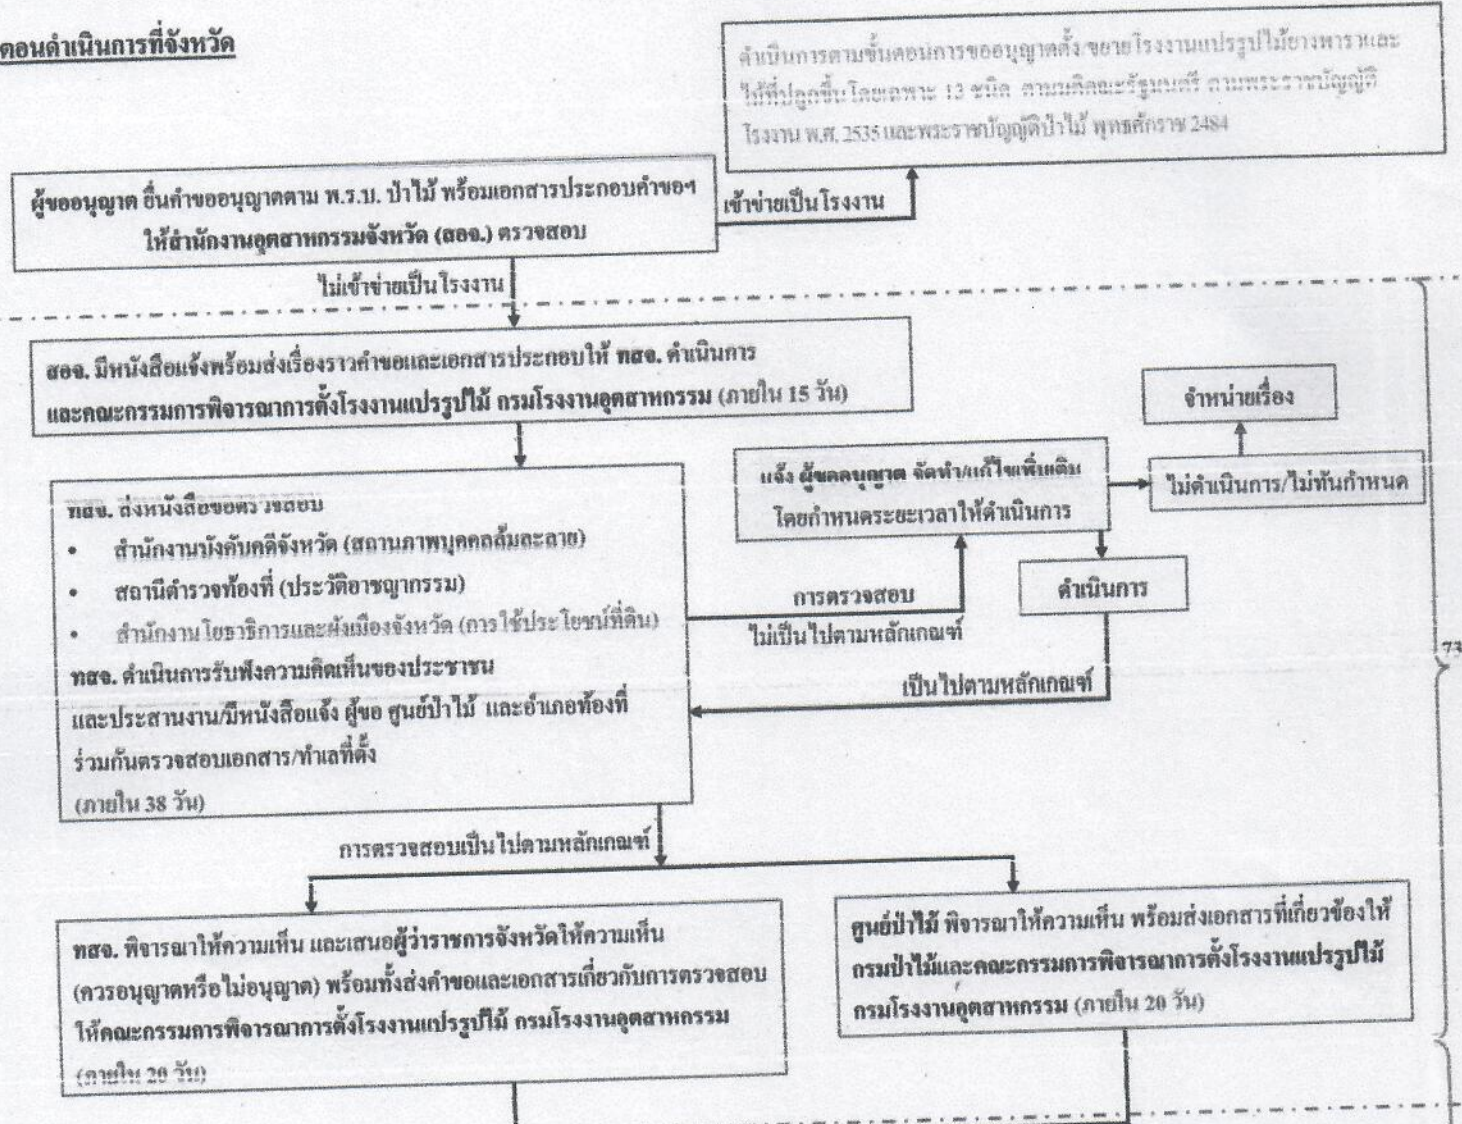 ตอนดำเนินการที่จังหวัด
ดำเนินการตามขั้นตอนการขออนุญาตตั้ง/ขยายโรงงานแปรรูปไม้ยางพาราและ
ไม้ที่ปลูกขึ้นโดยเฉพาะ 13 ชนิด ตามมติคณะรัฐมนตรี ตามพระราชบัญญัติ
โรงงาน พ.ศ. 2535 และพระราชบัญญัติป่าไม้ พุทธศักราช 2484
ผู้ขออนุญาต ยื่นคำขออนุญาตตาม พ.ร.บ. ป่าไม้ พร้อมเอกสารประกอบคำขอฯ
ให้สำนักงานอุตสาหกรรมจังหวัด (สอจ.) ตรวจสอบ
เข้าข่ายเป็นโรงงาน
ไม่เข้าข่ายเป็นโรงงาน
สอจ. มีหนังสือแจ้งพร้อมส่งเรื่องราวคำขอและเอกสารประกอบให้ ทสจ. ดำเนินการ
และคณะกรรมการพิจารณาการตั้งโรงงานแปรรูปไม้ กรมโรงงานอุตสาหกรรม (ภายใน 15 วัน)
จำหน่ายเรื่อง
แจ้ง ผู้ขออนุญาต จัดทำ/แก้ไขเพิ่มเติม
โดยกำหนดระยะเวลาให้ดำเนินการ
ไม่ดำเนินการ/ไม่ทันกำหนด
ทสจ. ส่งหนังสือขอตรวจสอบ
• สำนักงานบังคับคดีจังหวัด (สถานภาพบุคคลล้มละลาย)
• สถานีตำรวจท้องที่ (ประวัติอาชญากรรม)
• สำนักงานโยธาธิการและผังเมืองจังหวัด (การใช้ประโยชน์ที่ดิน)
ทสจ. ดำเนินการรับฟังความคิดเห็นของประชาชน
และประสานงาน/มีหนังสือแจ้ง ผู้ขอ ศูนย์ป่าไม้ และอำเภอท้องที่
ร่วมกันตรวจสอบเอกสาร/ทำเลที่ตั้ง
(ภายใน 38 วัน)
การตรวจสอบ
ไม่เป็นไปตามหลักเกณฑ์
ดำเนินการ
เป็นไปตามหลักเกณฑ์
73
การตรวจสอบเป็นไปตามหลักเกณฑ์
ทสจ. พิจารณาให้ความเห็น และเสนอผู้ว่าราชการจังหวัดให้ความเห็น
(ควรอนุญาตหรือไม่อนุญาต) พร้อมทั้งส่งคำขอและเอกสารเกี่ยวกับการตรวจสอบ
ให้คณะกรรมการพิจารณาการตั้งโรงงานแปรรูปไม้ กรมโรงงานอุตสาหกรรม
(ภายใน 20 วัน)
ศูนย์ป่าไม้ พิจารณาให้ความเห็น พร้อมส่งเอกสารที่เกี่ยวข้องให้
กรมป่าไม้และคณะกรรมการพิจารณาการตั้งโรงงานแปรรูปไม้
กรมโรงงานอุตสาหกรรม (ภายใน 20 วัน)